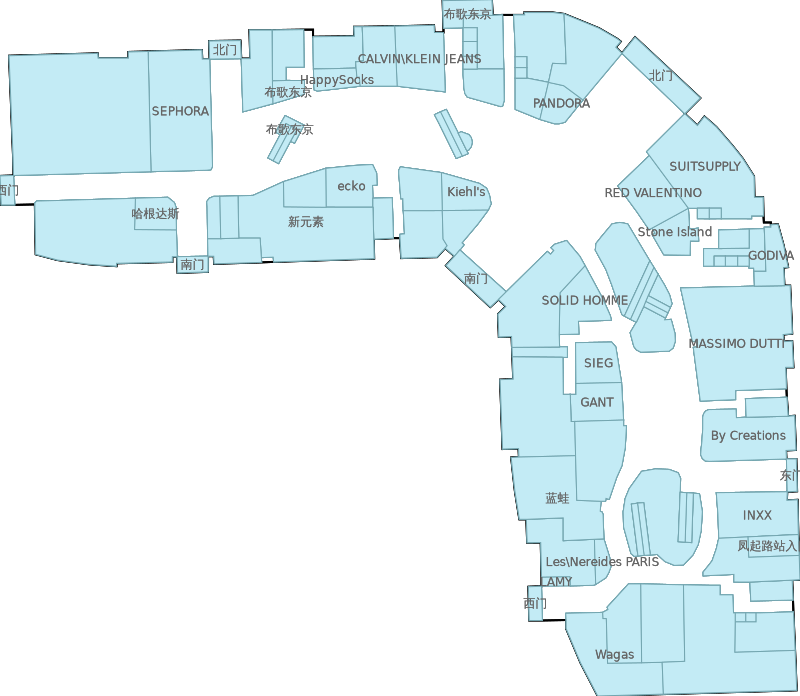 布歌东京
北门
CALVIN\KLEIN JEANS
北门
HappySocks
布歌东京
PANDORA
SEPHORA
布歌东京
SUITSUPPLY
西门
ecko
Kiehl's
RED VALENTINO
哈根达斯
新元素
Stone Island
GODIVA
南门
南门
SOLID HOMME
MASSIMO DUTTI
SIEG
GANT
By Creations
东门
蓝蛙
INXX
凤起路站入
Les\Nereides PARIS
LAMY
西门
Wagas